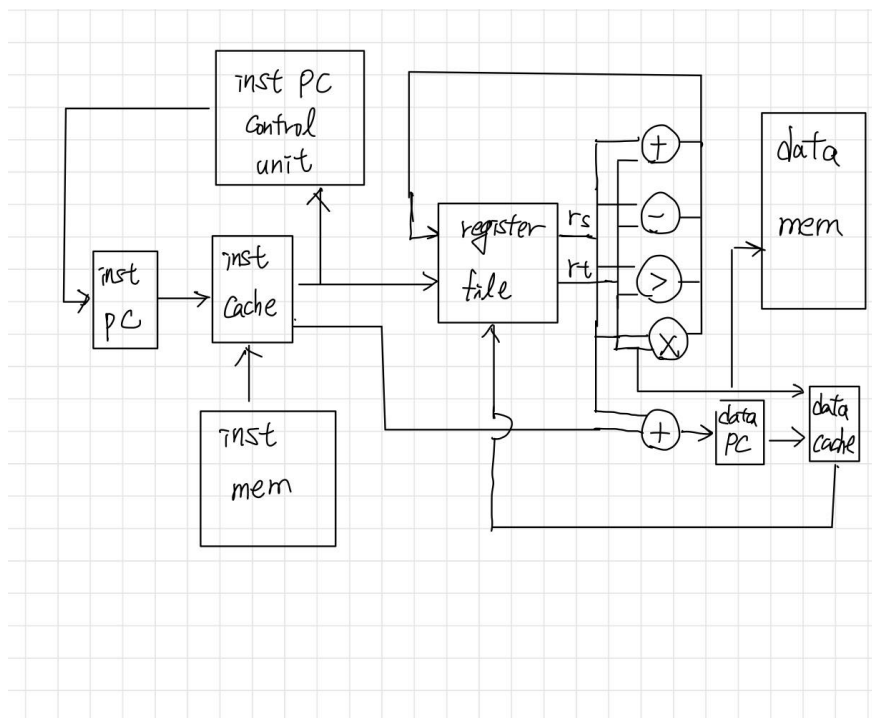 inst PC
control
unit
data
mem
register
file
rs
rt
+
-
>
×
inst
PC
inst
cache
inst
mem
+
data
PC
data
cache